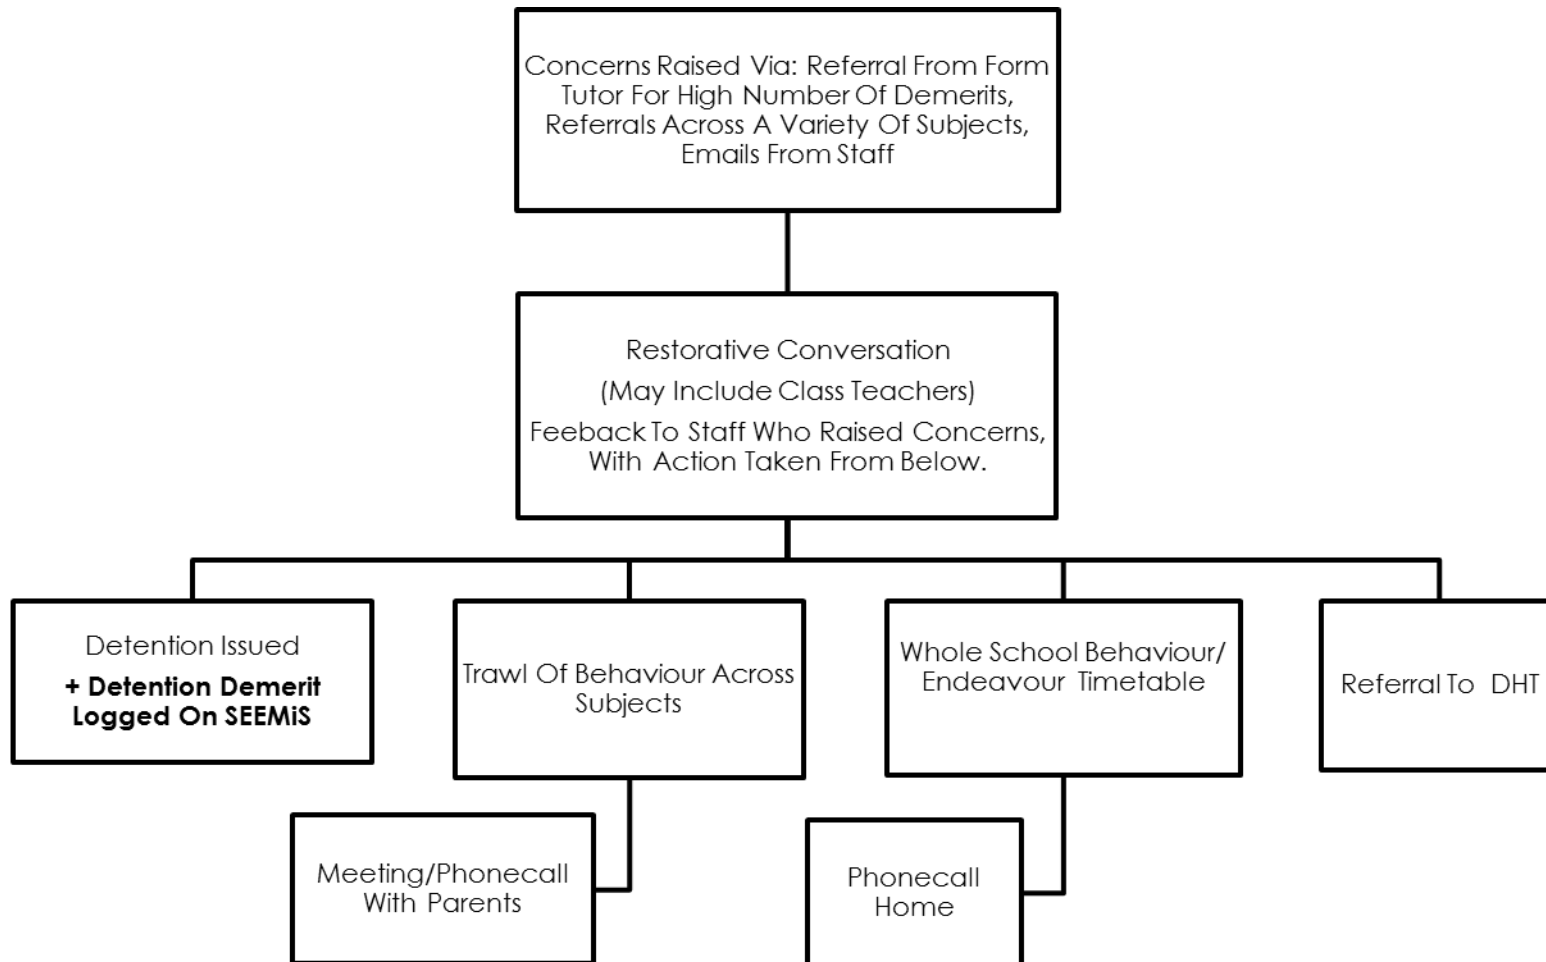 Concerns Raised Via: Referral From Form
Tutor For High Number Of Demerits,
Referrals Across A Variety Of Subjects,
Emails From Staff
Restorative Conversation
(May Include Class Teachers)
Feeback To Staff Who Raised Concerns,
With Action Taken From Below.
Detention Issued
+ Detention Demerit
Logged On SEEMiS
Trawl Of Behaviour Across
Subjects
Whole School Behaviour/
Endeavour Timetable
Referral To DHT
Meeting/Phonecall
With Parents
Phonecall
Home